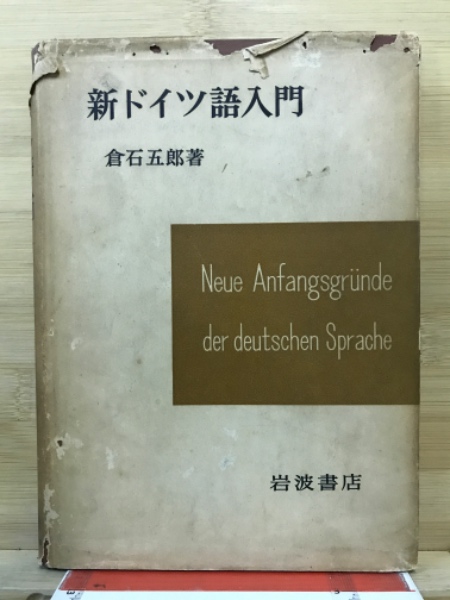 新ドイツ語入門
倉石五郎著
Neue Anfangsgründe
der deutschen Sprache
岩波書店